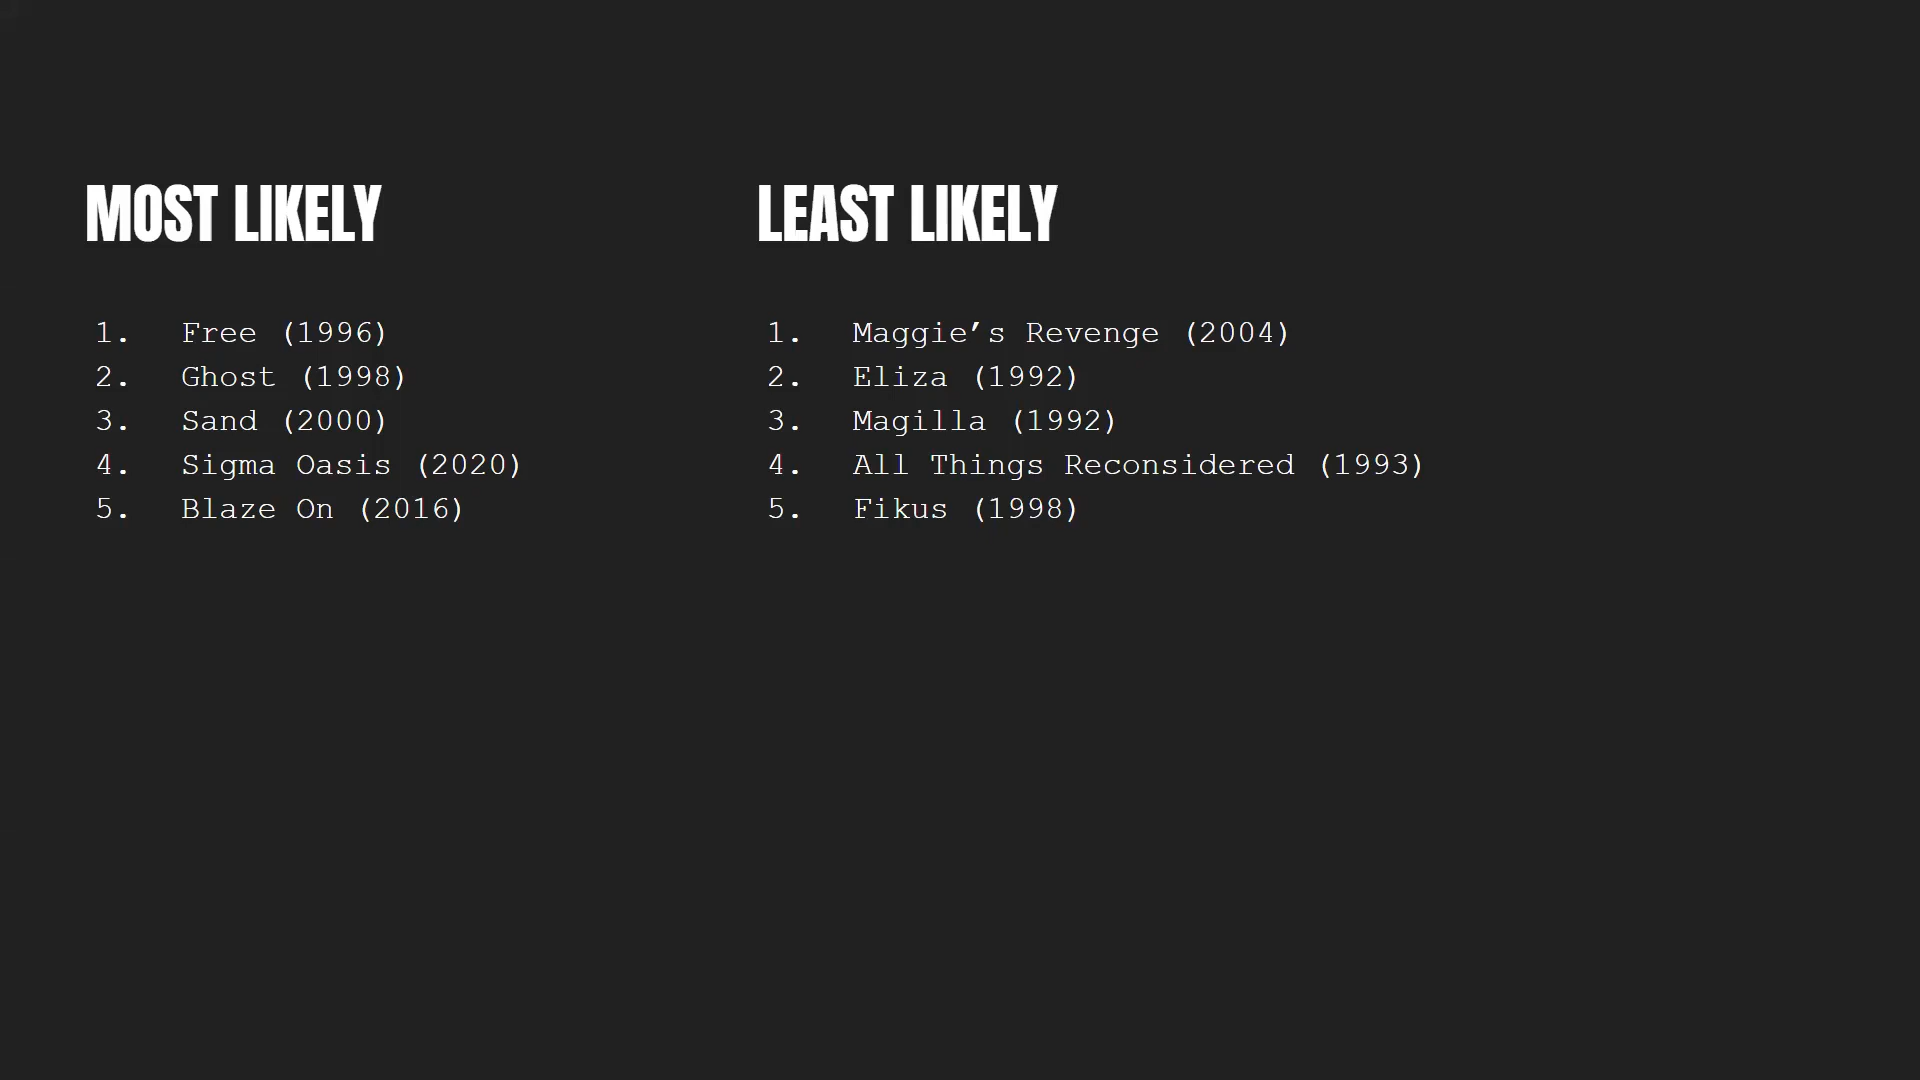 MOST LIKELY
1. Free (1996)
2. Ghost (1998)
3. Sand (2000)
4. Sigma Oasis (2020)
5. Blaze On (2016)
LEAST LIKELY
1. Maggie’s Revenge (2004)
2. Eliza (1992)
3. Magilla (1992)
4. All Things Reconsidered (1993)
5. Fikus (1998)